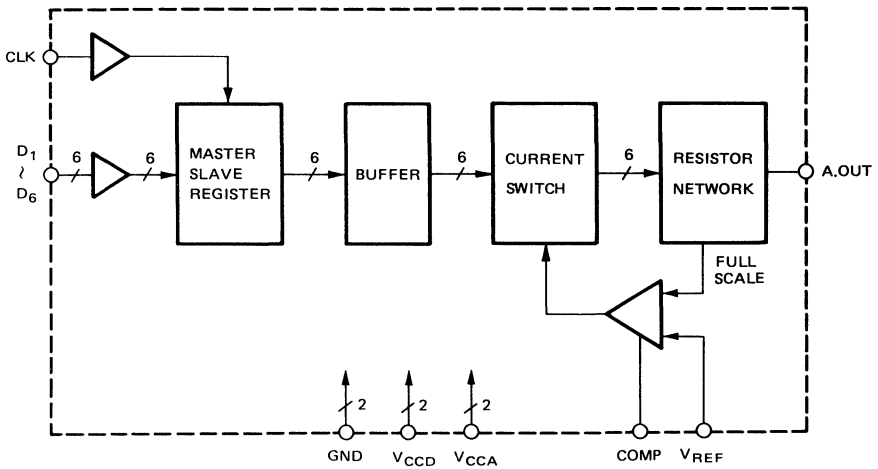 CLK
D1
~
D6
6
6
MASTER
SLAVE
REGISTER
6
BUFFER
6
CURRENT
SWITCH
6
RESISTOR
NETWORK
A.OUT
FULL
SCALE
2
2
2
GND
VCCD
VCCA
COMP
VREF